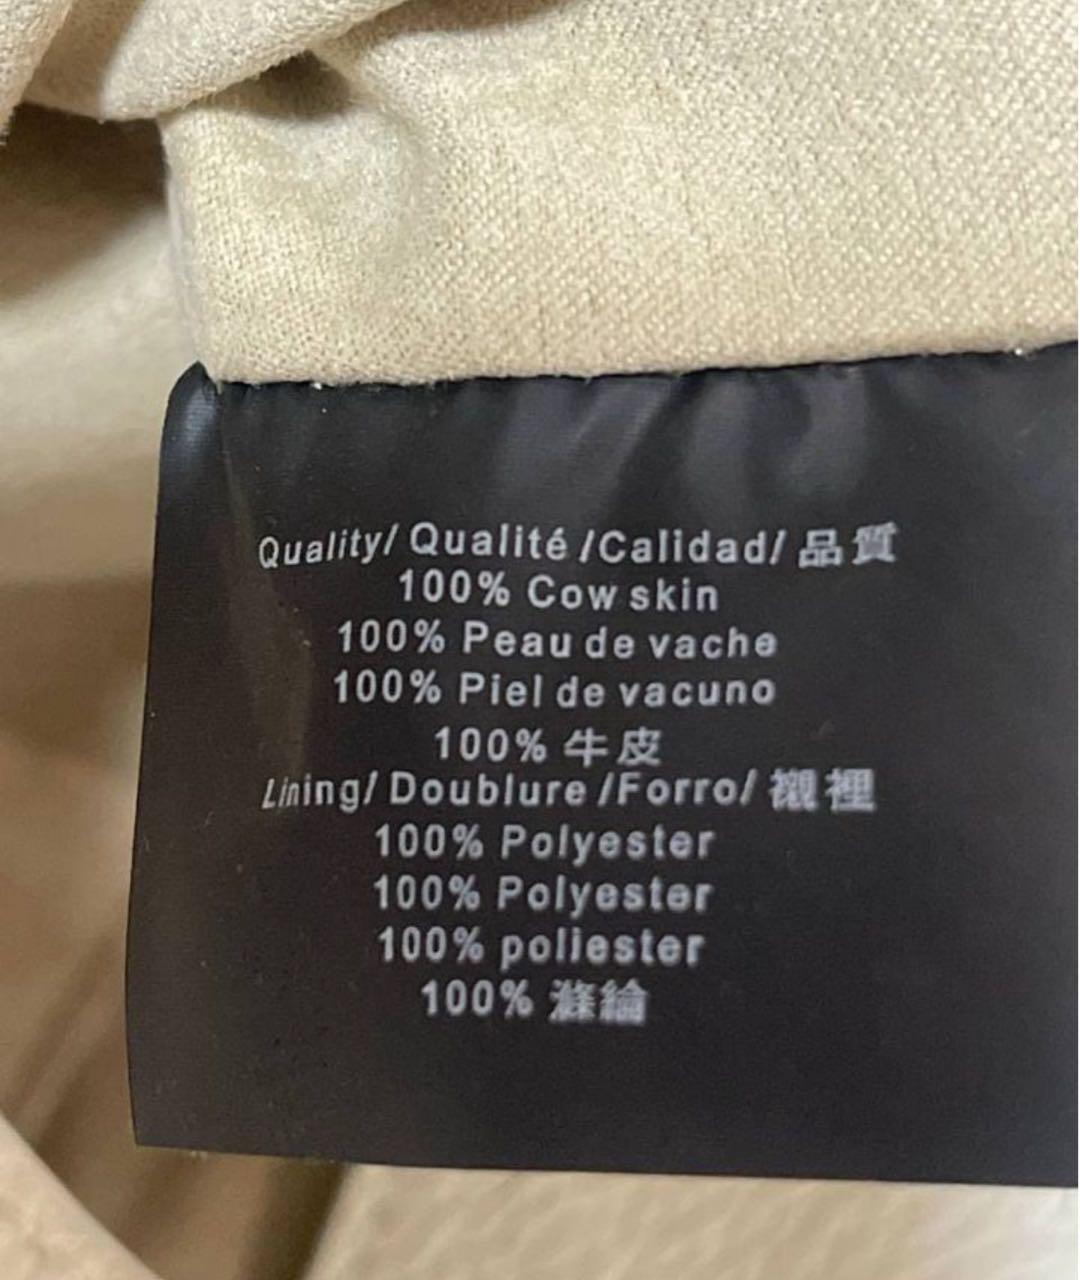 Quality/ Qualité /Calidad/ 品質
100% Cow skin
100% Peau de vache
100% Piel de vacuno
100% 牛皮
Lining/ Doublure /Forro/ 襯裡
100% Polyester
100% Polyester
100% poliester
100% 滌綸